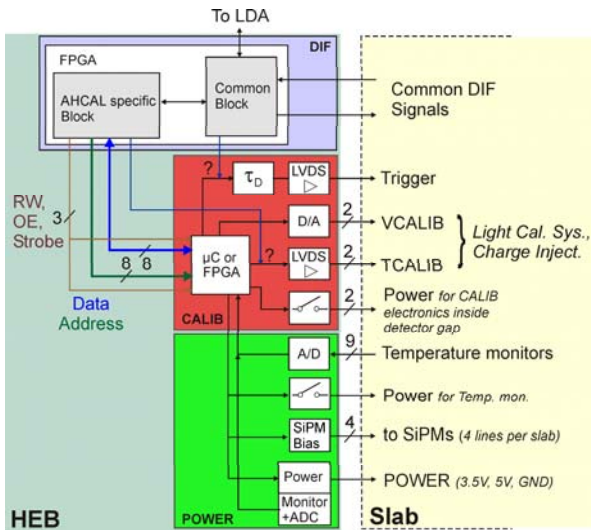 To LDA
DIF
FPGA
AHCAL specific
Block
Common
Block
Common DIF
Signals
RW,
OE,
Strobe
3
?
τD
LVDS
Trigger
D/A
2
VCALIB
Light Cal. Sys.,
Charge Inject.
µC or
FPGA
?
LVDS
2
TCALIB
8
8
Data
Address
2
Power for CALIB
electronics inside
detector gap
CALIB
A/D
9
Temperature monitors
Power for Temp. mon.
SiPM
Bias
4
to SiPMs (4 lines per slab)
Power
POWER (3.5V, 5V, GND)
Monitor
+ADC
HEB
POWER
Slab